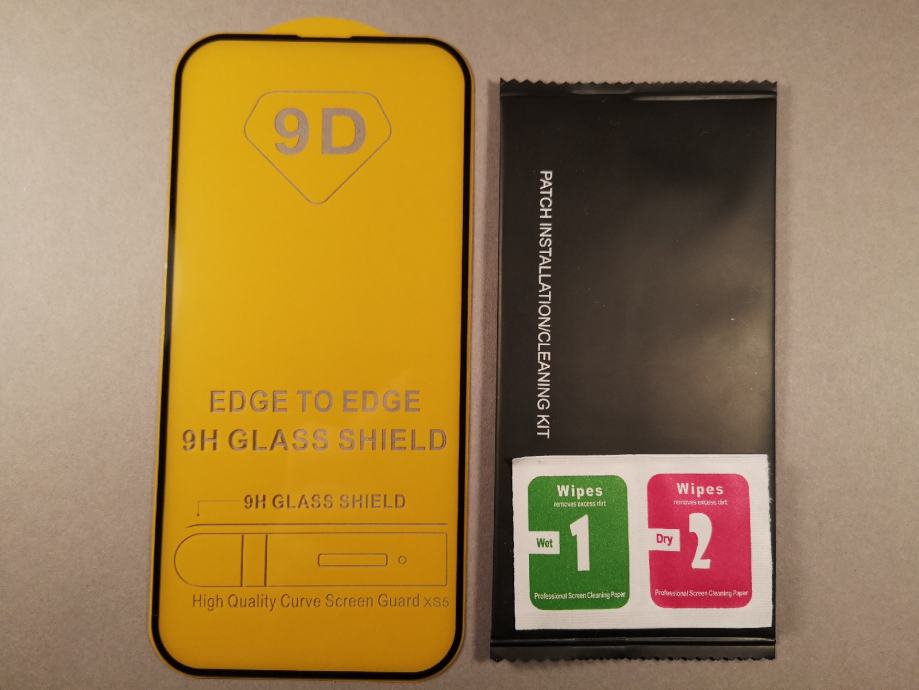 9D
EDGE TO EDGE
9H GLASS SHIELD
9H GLASS SHIELD
High Quality Curve Screen Guard XS5
PATCH INSTALLATION/CLEANING KIT
Wipes
removes excess dirt
Wet
1
Professional Screen Cleaning Paper
Wipes
removes excess dirt
Dry
2
Professional Screen Cleaning Paper